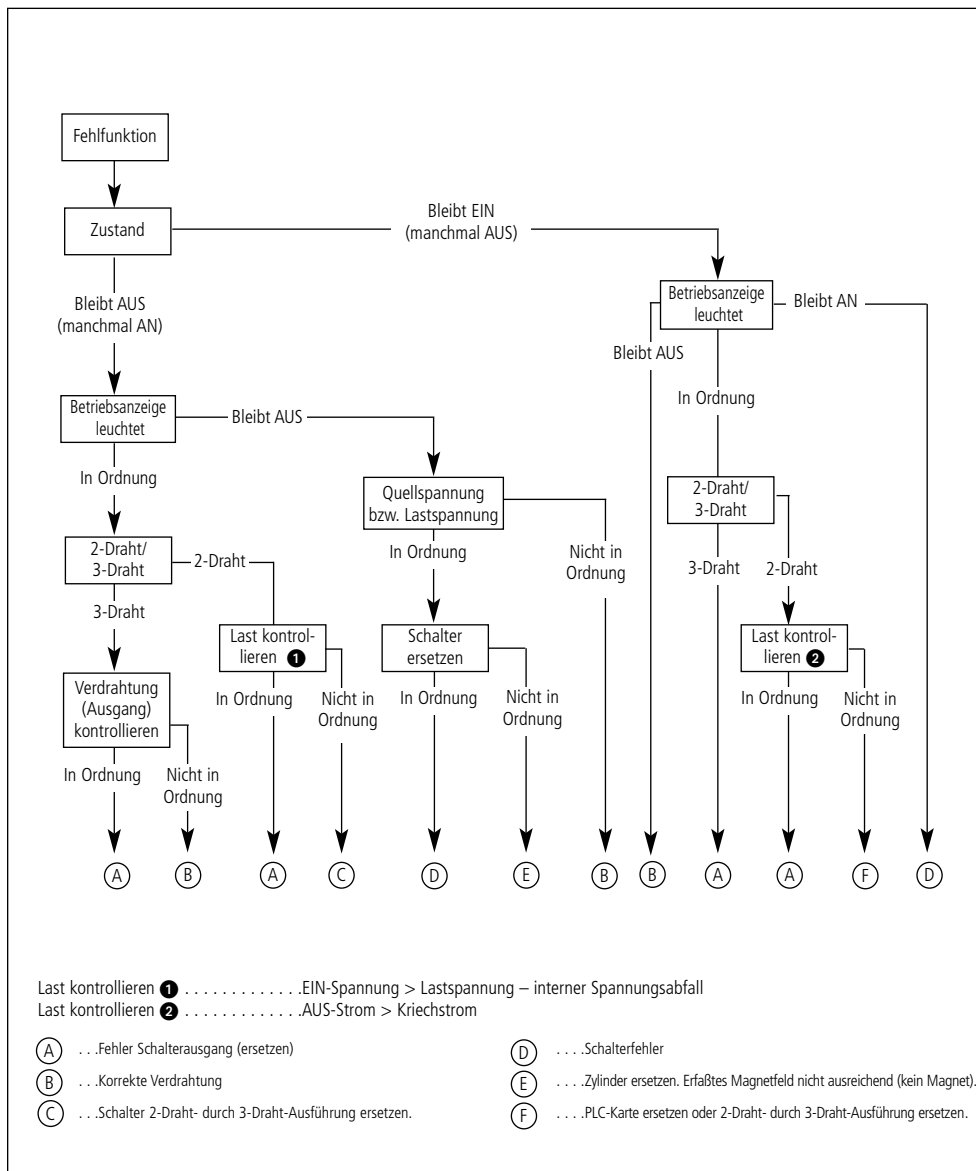 Fehlfunktion
Zustand
Bleibt EIN
(manchmal AUS)
Bleibt AUS
(manchmal AN)
Betriebsanzeige
leuchtet
Bleibt AN
Bleibt AUS
In Ordnung
Betriebsanzeige
leuchtet
Bleibt AUS
In Ordnung
Quellspannung
bzw. Lastspannung
2-Draht/
3-Draht
In Ordnung
Nicht in
Ordnung
2-Draht/
3-Draht
2-Draht
3-Draht
3-Draht
2-Draht
Last kontrol-
lieren 1
Schalter
ersetzen
Last kontrol-
lieren 2
Verdrahtung
(Ausgang)
kontrollieren
In Ordnung
Nicht in
Ordnung
In Ordnung
Nicht in
Ordnung
In Ordnung
Nicht in
Ordnung
In Ordnung
Nicht in
Ordnung
A B A C D E B B A A F D
Last kontrollieren 1 . . . . . . . . . . . . .EIN-Spannung > Lastspannung – interner Spannungsabfall
Last kontrollieren 2 . . . . . . . . . . . . .AUS-Strom > Kriechstrom
A . . .Fehler Schalterausgang (ersetzen)
B . . .Korrekte Verdrahtung
C . . .Schalter 2-Draht- durch 3-Draht-Ausführung ersetzen.
D . . . .Schalterfehler
E . . . .Zylinder ersetzen. Erfaßtes Magnetfeld nicht ausreichend (kein Magnet).
F . . . .PLC-Karte ersetzen oder 2-Draht- durch 3-Draht-Ausführung ersetzen.